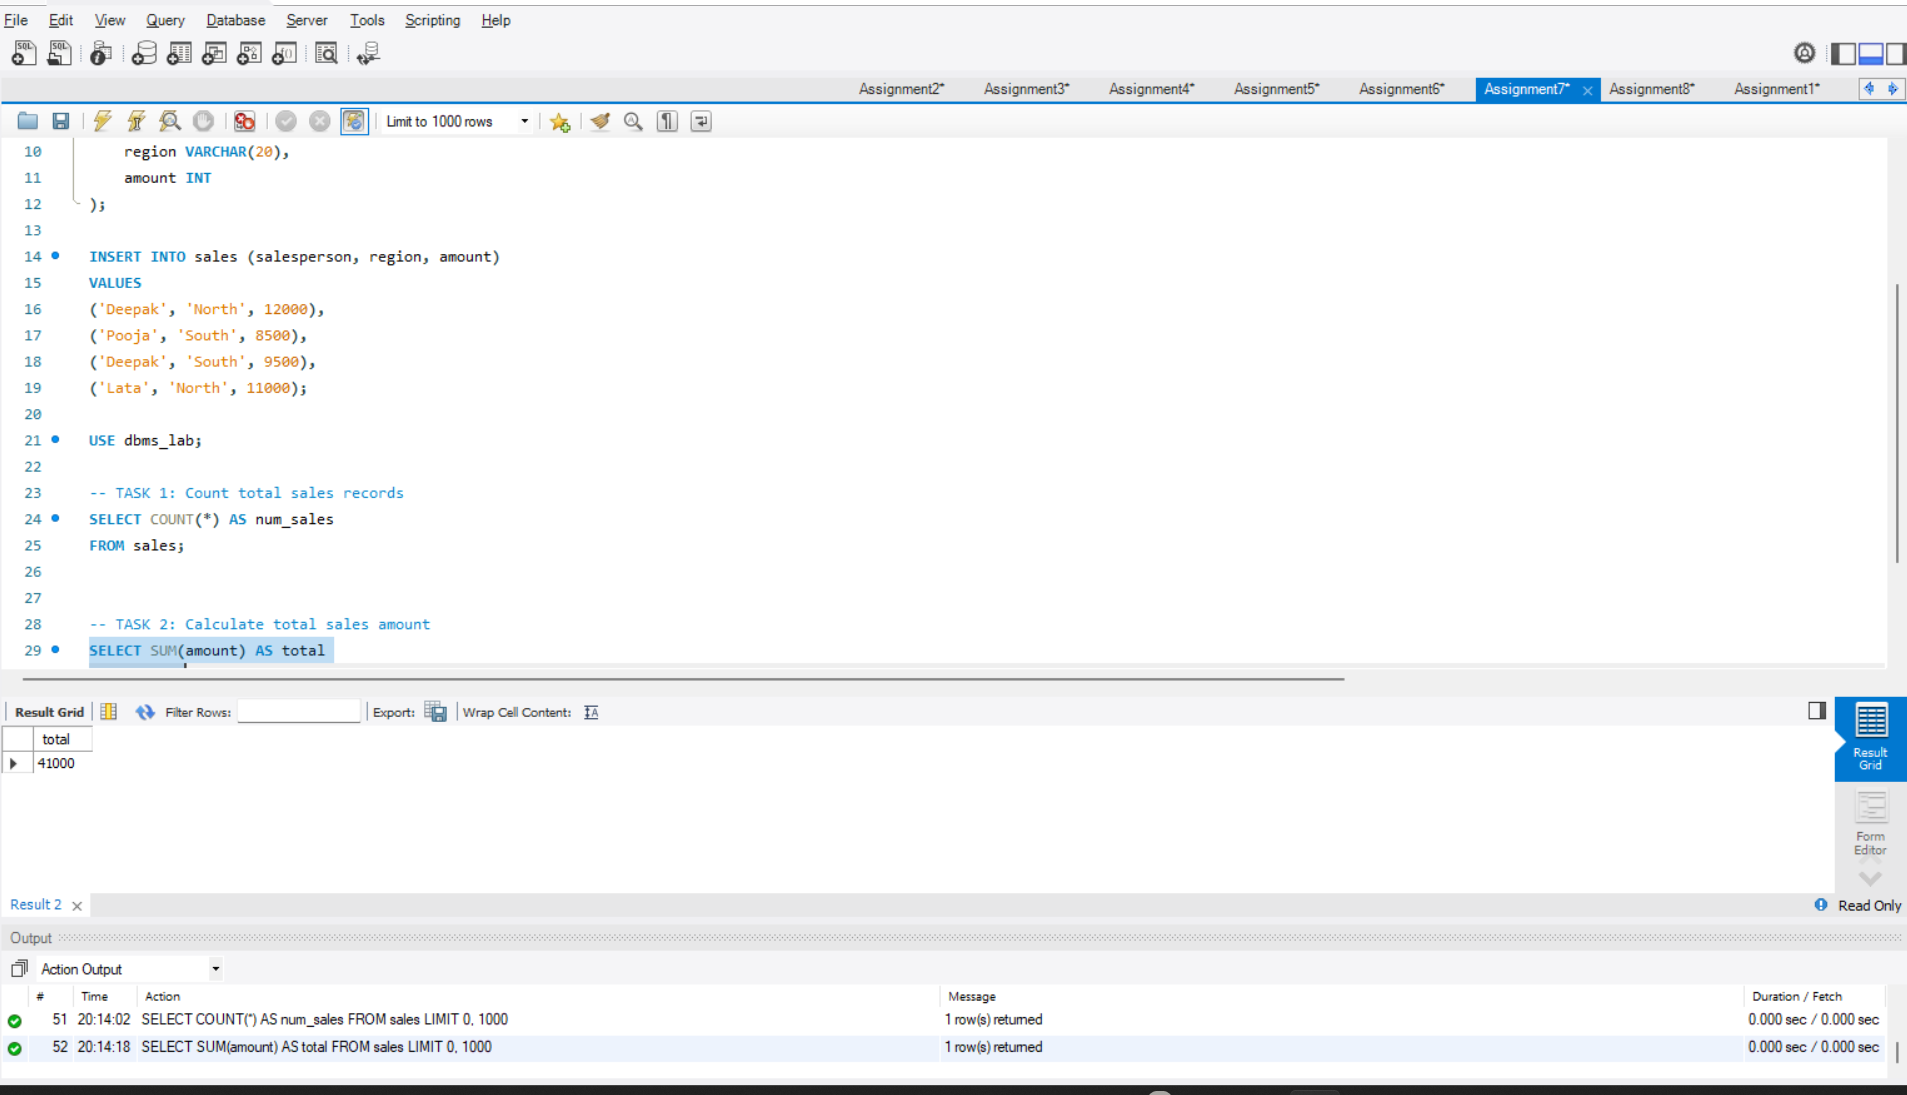 File Edit View Query Database Server Tools Scripting Help
Assignment2* Assignment3* Assignment4* Assignment5* Assignment6* Assignment7* Assignment8* Assignment1*
Limit to 1000 rows
10 region VARCHAR(20),
11 amount INT
12 );
13
14 INSERT INTO sales (salesperson, region, amount)
15 VALUES
16 ('Deepak', 'North', 12000),
17 ('Pooja', 'South', 8500),
18 ('Deepak', 'South', 9500),
19 ('Lata', 'North', 11000);
20
21 USE dbms_lab;
22
23 -- TASK 1: Count total sales records
24 SELECT COUNT(*) AS num_sales
25 FROM sales;
26
27
28 -- TASK 2: Calculate total sales amount
29 SELECT SUM(amount) AS total
Result Grid Filter Rows: Export: Wrap Cell Content:
total
41000
Result
Grid
Form
Editor
Result 2 Read Only
Output
Action Output
# Time Action Message Duration / Fetch
51 20:14:02 SELECT COUNT(*) AS num_sales FROM sales LIMIT 0, 1000 1 row(s) returned 0.000 sec / 0.000 sec
52 20:14:18 SELECT SUM(amount) AS total FROM sales LIMIT 0, 1000 1 row(s) returned 0.000 sec / 0.000 sec